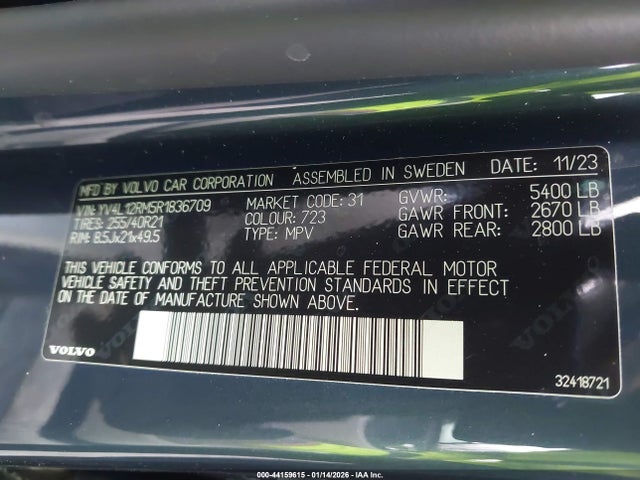 MFD BY VOLVO CAR CORPORATION ASSEMBLED IN SWEDEN DATE: 11/23
VIN: YV4L12RM5R1836709 MARKET CODE: 31 GVWR: 5400 LB
TIRES: 255/40R21 COLOUR: 723 GAWR FRONT: 2670 LB
RIM: 8.5Jx21x49.5 TYPE: MPV GAWR REAR: 2800 LB
THIS VEHICLE CONFORMS TO ALL APPLICABLE FEDERAL MOTOR
VEHICLE SAFETY AND THEFT PREVENTION STANDARDS IN EFFECT
ON THE DATE OF MANUFACTURE SHOWN ABOVE.
VOLVO
32418721
000-44159615 - 01/14/2026 - IAA Inc.